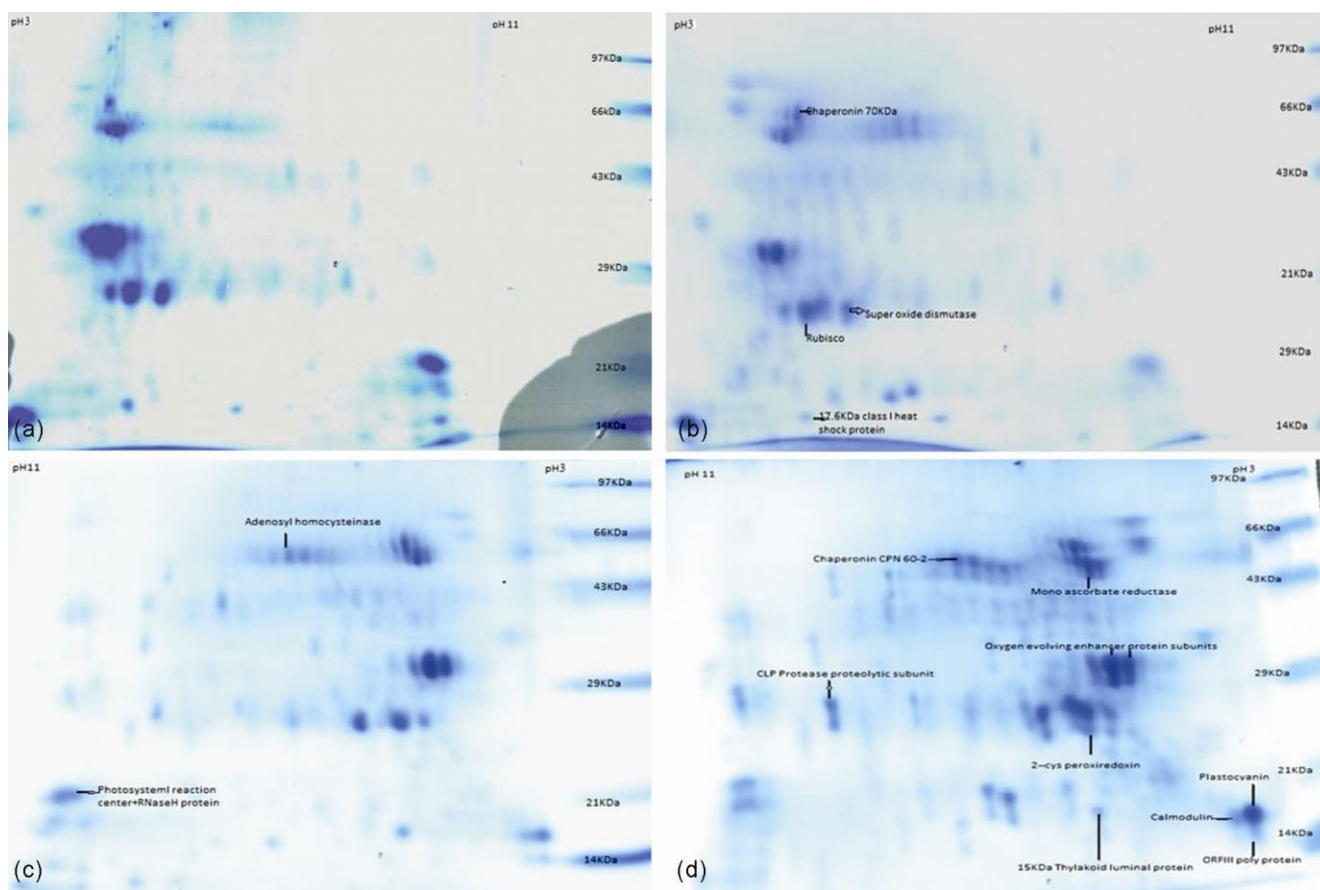 pH3
pH 11
97KDa
66kDa
43KDa
29KDa
21KDa
14KDa
(a)
pH3
pH11
97KDa
Chaperonin 70KDa
66KDa
43KDa
21KDa
Super oxide dismutase
Rubisco
29KDa
17.6KDa class I heat
shock protein
14KDa
(b)
pH11
pH3
97KDa
Adenosyl homocysteinase
66KDa
43KDa
29KDa
PhotosystemI reaction
center+RNaseH protein
21KDa
14KDa
(c)
pH 11
pH 3
97KDa
66KDa
Chaperonin CPN 60-2
43KDa
Mono ascorbate reductase
Oxygen evolving enhancer protein subunits
CLP Protease proteolytic subunit
29KDa
2-cys peroxiredoxin
21KDa
Plastocyanin
Calmodulin
14KDa
15KDa Thylakoid luminal protein
ORFIII poly protein
(d)